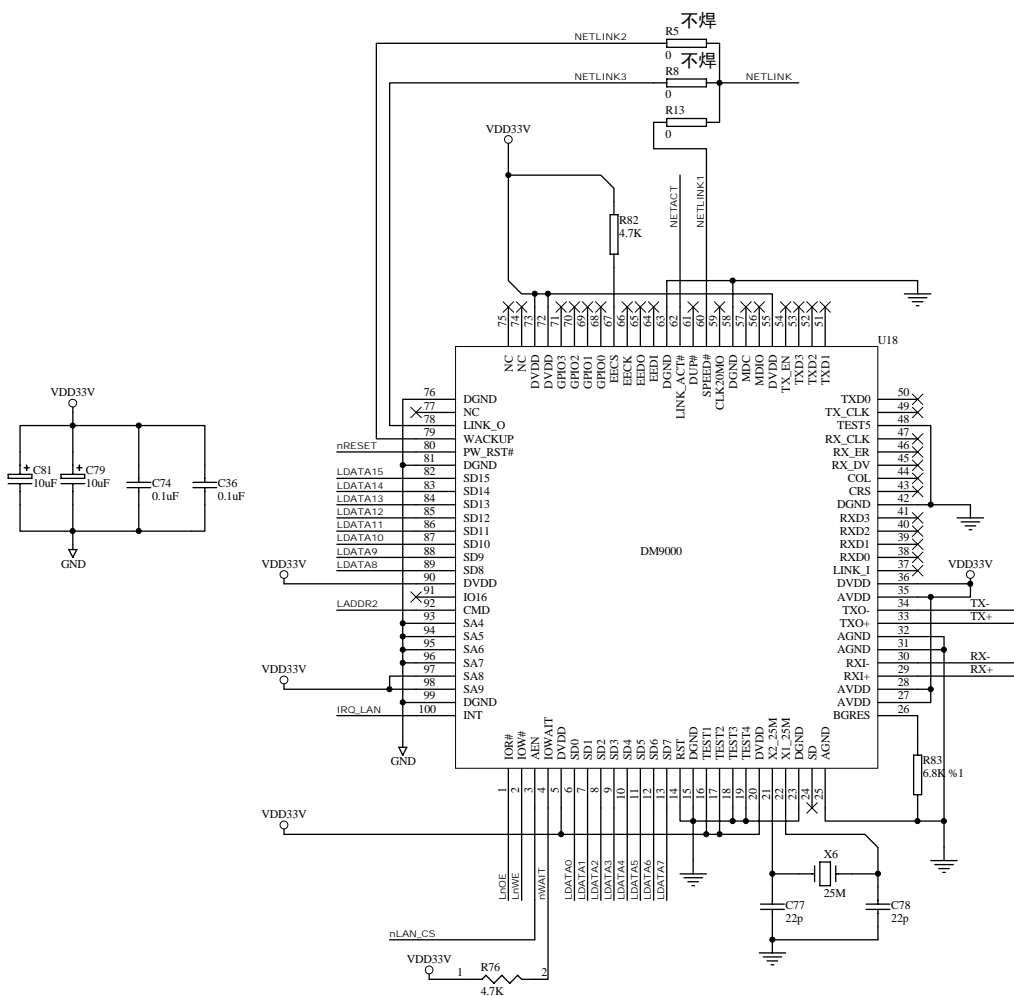 NETLINK2
R5
不焊
0
NETLINK3
R8
不焊
0
NETLINK
R13
0
VDD33V
NETACT
NETLINK1
R82
4.7K
U18
75
74
73
72
71
70
69
68
67
66
65
64
63
62
61
60
59
58
57
56
55
54
53
52
51
NC
NC
DVDD
DVDD
GPIO3
GPIO2
GPIO1
GPIO0
EECS
EECK
EEDO
EEDI
DGND
LINK_ACT#
DUP#
SPEED#
CLK20MO
DGND
MDC
MDIO
DVDD
TX_EN
TXD3
TXD2
TXD1
VDD33V
C81
10uF
C79
10uF
C74
0.1uF
C36
0.1uF
GND
76 DGND
77 NC
78 LINK_O
79 WACKUP
nRESET 80 PW_RST#
81 DGND
LDATA15 82 SD15
LDATA14 83 SD14
LDATA13 84 SD13
LDATA12 85 SD12
LDATA11 86 SD11
LDATA10 87 SD10
LDATA9 88 SD9
LDATA8 89 SD8
VDD33V
90 DVDD
91 IO16
LADDR2 92 CMD
93 SA4
94 SA5
95 SA6
96 SA7
97 SA8
VDD33V
98 SA9
99 DGND
IRQ_LAN 100 INT
GND
DM9000
TXD0 50
TX_CLK 49
TEST5 48
RX_CLK 47
RX_ER 46
RX_DV 45
COL 44
CRS 43
DGND 42
RXD3 41
RXD2 40
RXD1 39
RXD0 38
LINK_I 37
DVDD 36
VDD33V
AVDD 35
TXO- 34 TX-
TXO+ 33 TX+
AGND 32
AGND 31
RXI- 30 RX-
RXI+ 29 RX+
AVDD 28
AVDD 27
BGRES 26
R83
6.8K %1
IOR#
IOW#
AEN
IOWAIT
DVDD
SD0
SD1
SD2
SD3
SD4
SD5
SD6
SD7
RST
DGND
TEST1
TEST2
TEST3
TEST4
DVDD
X2_25M
X1_25M
DGND
SD
AGND
1
2
3
4
5
6
7
8
9
10
11
12
13
14
15
16
17
18
19
20
21
22
23
24
25
VDD33V
LnOE
LnWE
nWAIT
LDATA0
LDATA1
LDATA2
LDATA3
LDATA4
LDATA5
LDATA6
LDATA7
X6
25M
C77
22p
C78
22p
nLAN_CS
VDD33V
1
R76
2
4.7K